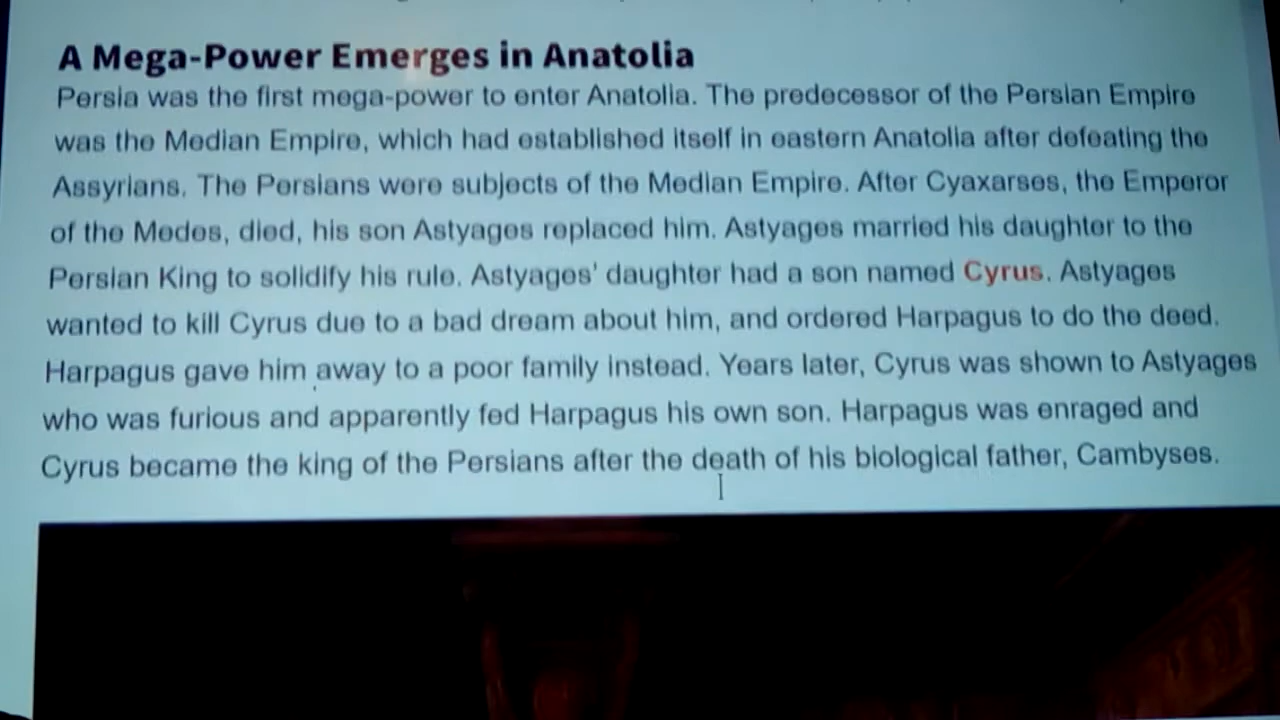 A Mega-Power Emerges in Anatolia
Persia was the first mega-power to enter Anatolia. The predecessor of the Persian Empire
was the Median Empire, which had established itself in eastern Anatolia after defeating the
Assyrians. The Persians were subjects of the Median Empire. After Cyaxarses, the Emperor
of the Medes, died, his son Astyages replaced him. Astyages married his daughter to the
Persian King to solidify his rule. Astyages' daughter had a son named Cyrus. Astyages
wanted to kill Cyrus due to a bad dream about him, and ordered Harpagus to do the deed.
Harpagus gave him away to a poor family instead. Years later, Cyrus was shown to Astyages
who was furious and apparently fed Harpagus his own son. Harpagus was enraged and
Cyrus became the king of the Persians after the death of his biological father, Cambyses.